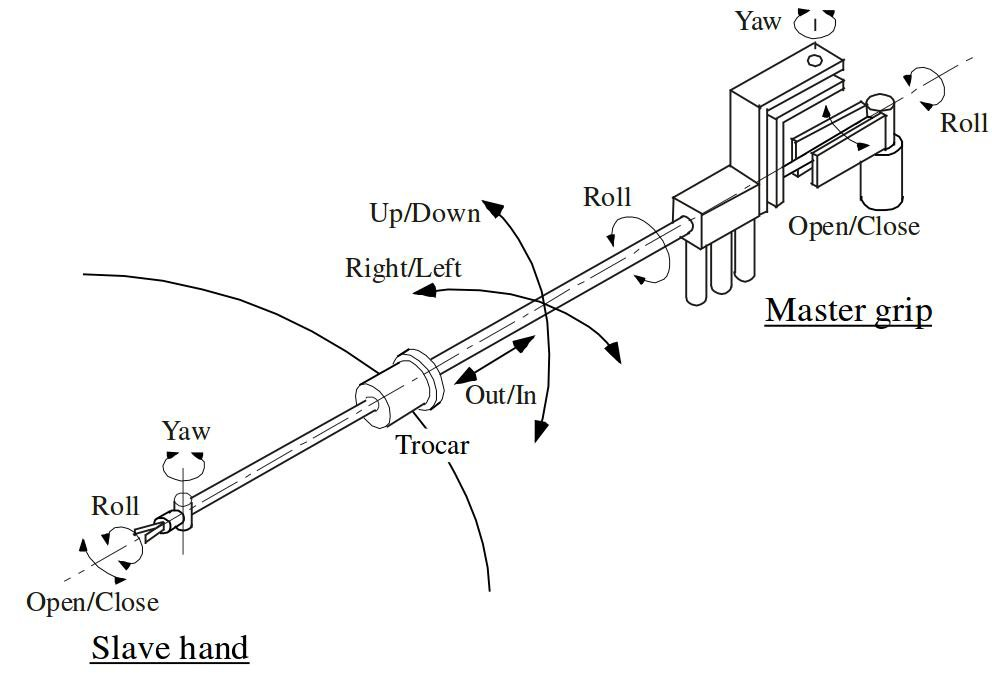 Yaw
Roll
Roll
Up/Down
Open/Close
Right/Left
Master grip
Out/In
Trocar
Yaw
Roll
Open/Close
Slave hand